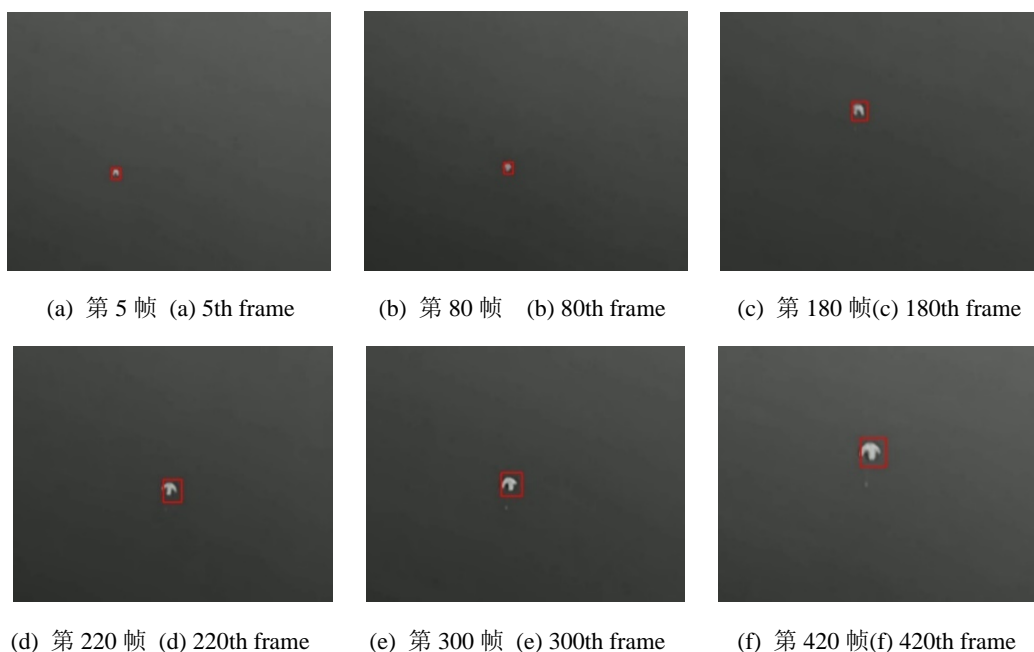 (a) 第 5 帧 (a) 5th frame
(b) 第 80 帧 (b) 80th frame
(c) 第 180 帧(c) 180th frame
(d) 第 220 帧 (d) 220th frame
(e) 第 300 帧 (e) 300th frame
(f) 第 420 帧(f) 420th frame